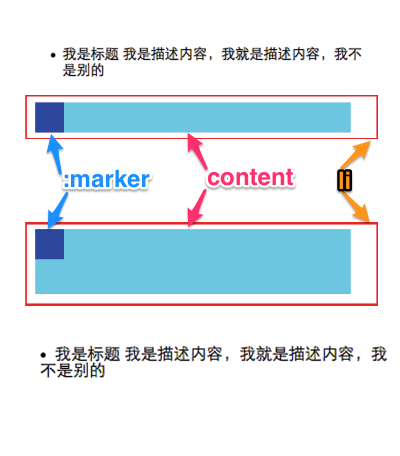 • 我是标题 我是描述内容，我就是描述内容，我不
是别的
:marker content li
• 我是标题 我是描述内容，我就是描述内容，我
不是别的